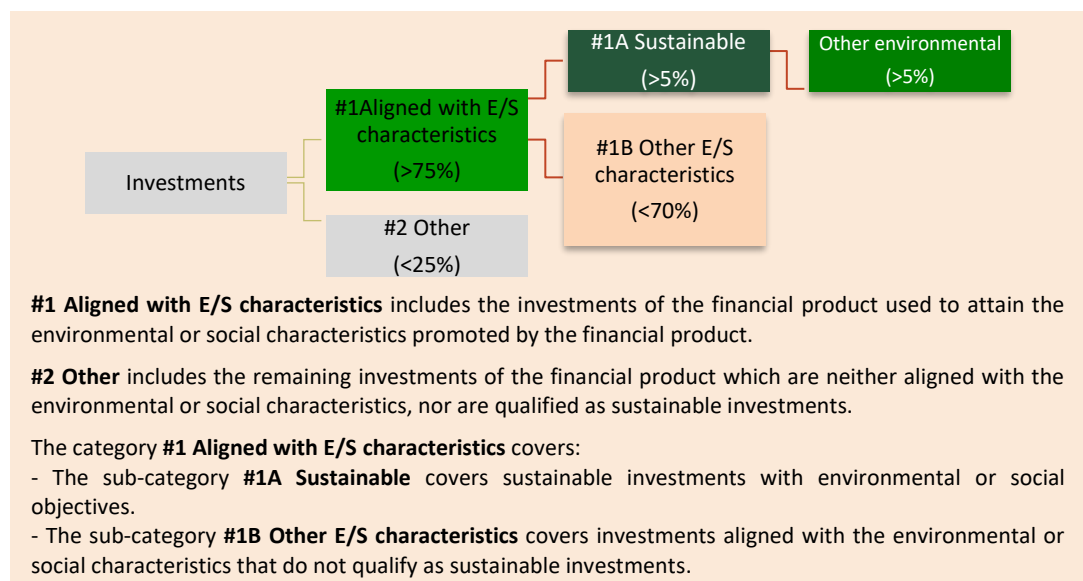 #1A Sustainable
(>5%)
Other environmental
(>5%)
#1Aligned with E/S
characteristics
(>75%)
#1B Other E/S
characteristics
(<70%)
Investments
#2 Other
(<25%)
#1 Aligned with E/S characteristics includes the investments of the financial product used to attain the
environmental or social characteristics promoted by the financial product.
#2 Other includes the remaining investments of the financial product which are neither aligned with the
environmental or social characteristics, nor are qualified as sustainable investments.
The category #1 Aligned with E/S characteristics covers:
- The sub-category #1A Sustainable covers sustainable investments with environmental or social
objectives.
- The sub-category #1B Other E/S characteristics covers investments aligned with the environmental or
social characteristics that do not qualify as sustainable investments.